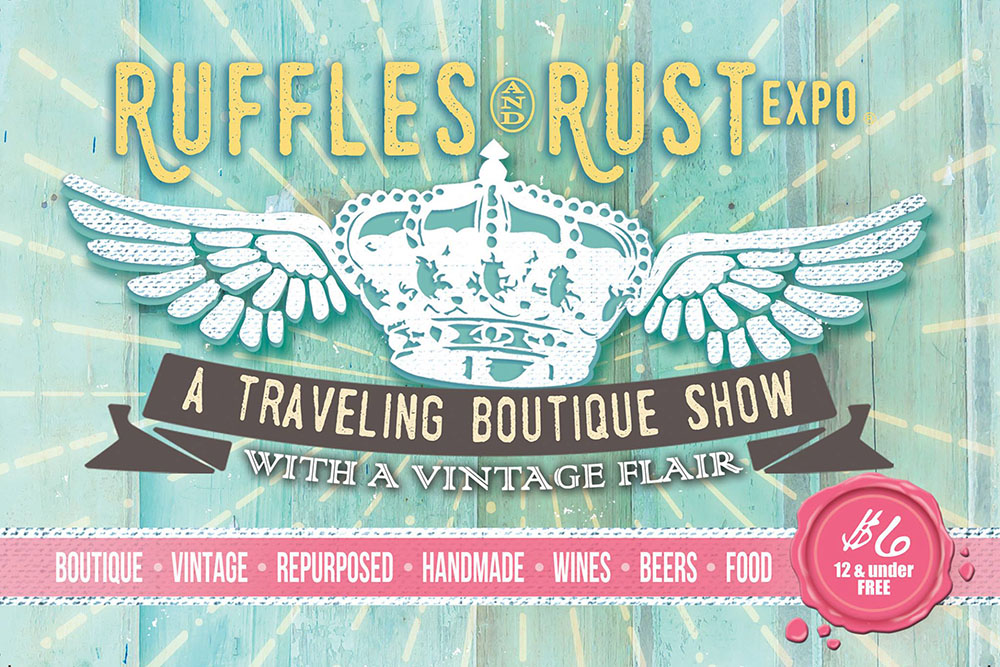 RUFFLES AND RUST EXPO ®
A TRAVELING BOUTIQUE SHOW
WITH A VINTAGE FLAIR
BOUTIQUE • VINTAGE • REPURPOSED • HANDMADE • WINES • BEERS • FOOD
$6
12 & under
FREE